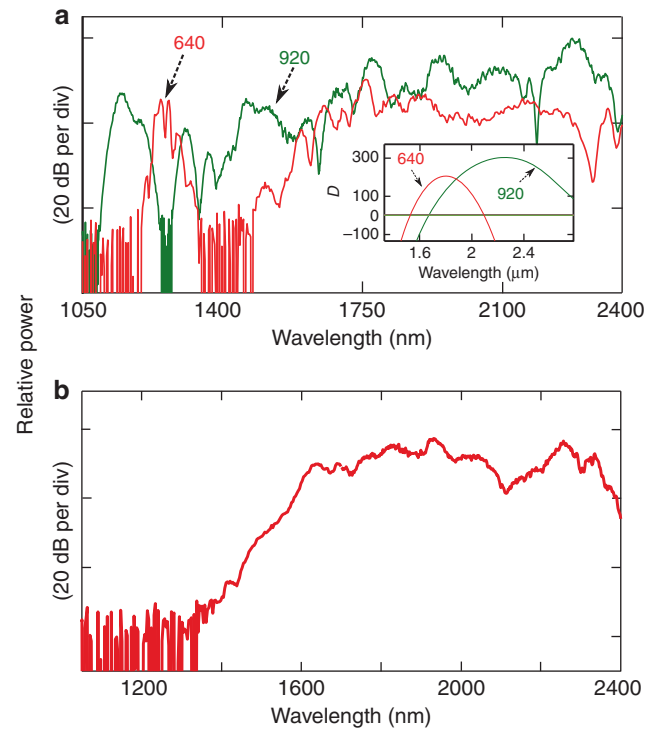 a
640
920
(20 dB per div)
300
100
0
−100
D
640
920
1.6
2
2.4
Wavelength (μm)
1050
1400
1750
2100
2400
Wavelength (nm)
Relative power
b
(20 dB per div)
1200
1600
2000
2400
Wavelength (nm)